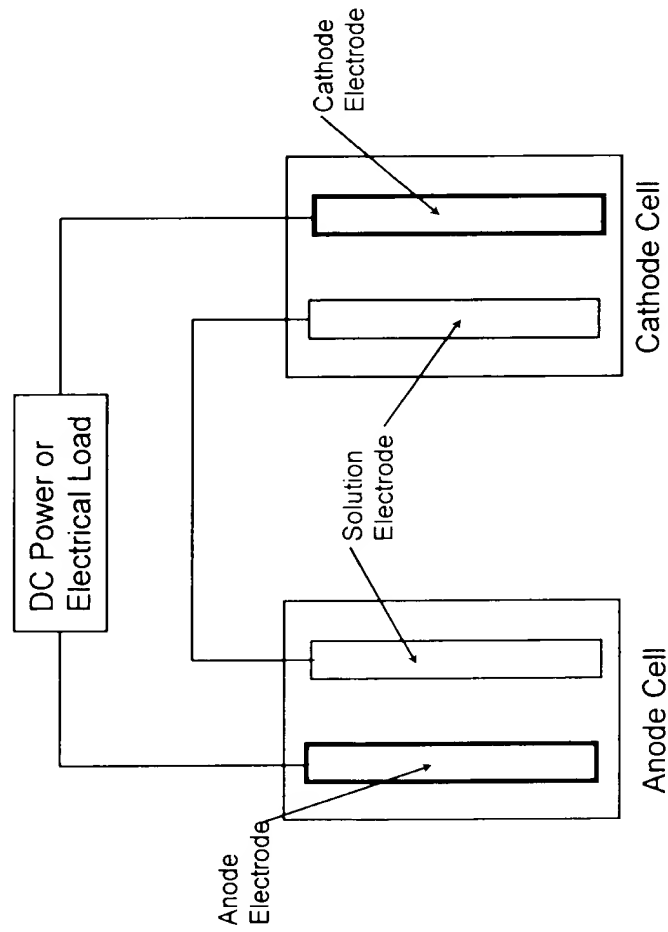 DC Power or
Electrical Load
Anode
Electrode
Solution
Electrode
Cathode
Electrode
Anode Cell
Cathode Cell